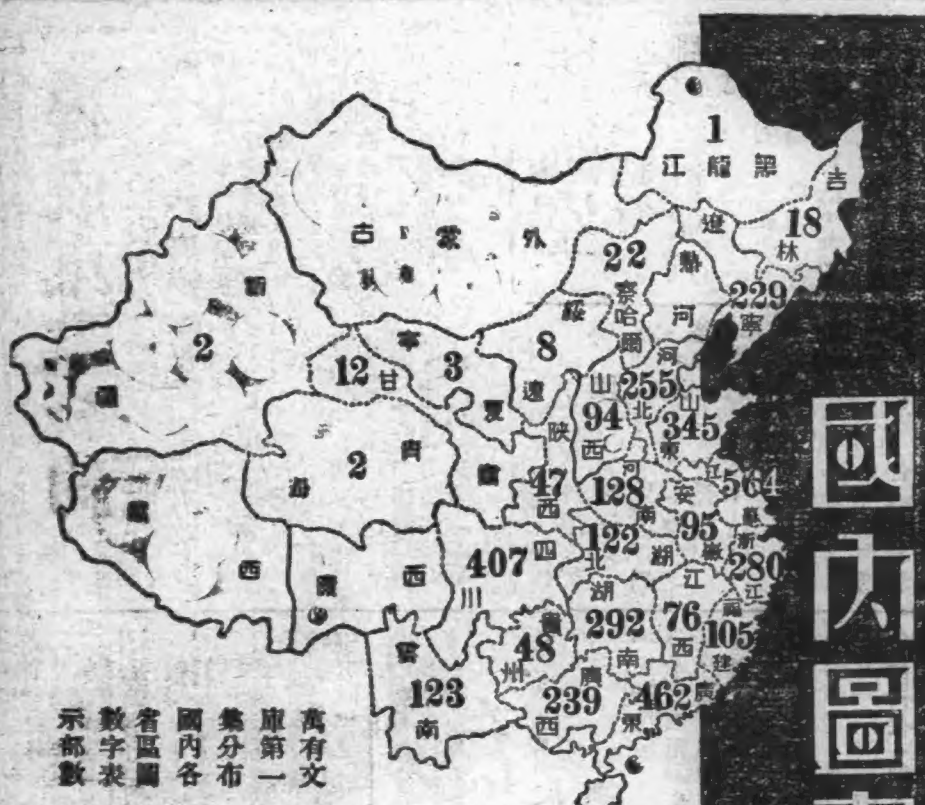 國內圖
1
黑龍江
吉林
18
遼寧
229
22
察哈爾
熱河
外蒙古
新疆
2
綏遠
8
寧夏
3
12
甘肅
青海
2
山西
94
河北
255
山東
345
陝西
47
河南
128
江蘇
564
安徽
95
浙江
280
湖北
122
四川
407
西康
西藏
湖南
292
江西
76
福建
105
貴州
48
雲南
123
廣西
239
廣東
462
萬有文
庫第一
集分布
國內各
省區圖
數字表
示部數